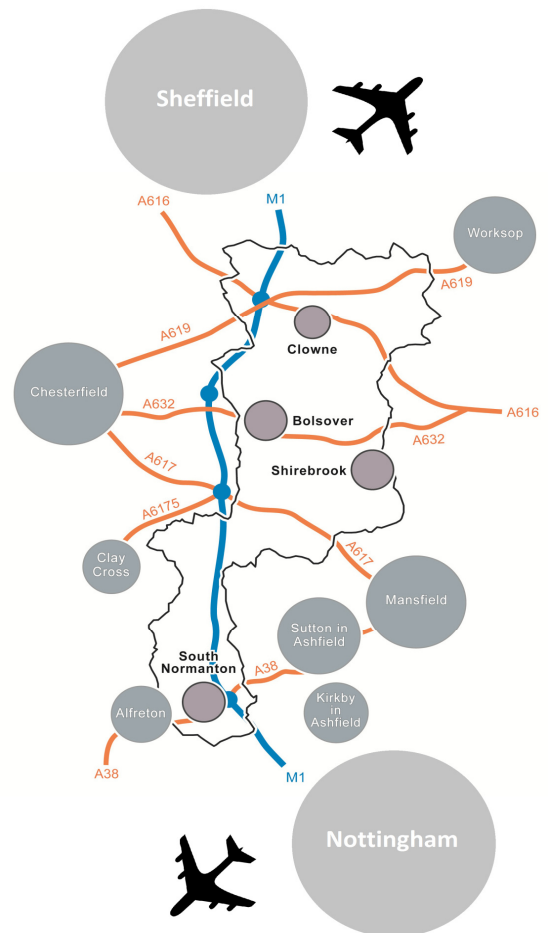 Sheffield
A616
M1
Worksop
A619
A619
Clowne
Chesterfield
A632
Bolsover
A616
A632
Shirebrook
A617
A6175
A617
Clay
Cross
Mansfield
Sutton in
Ashfield
South
Normanton
A38
Kirkby
in
Ashfield
Alfreton
A38
M1
Nottingham